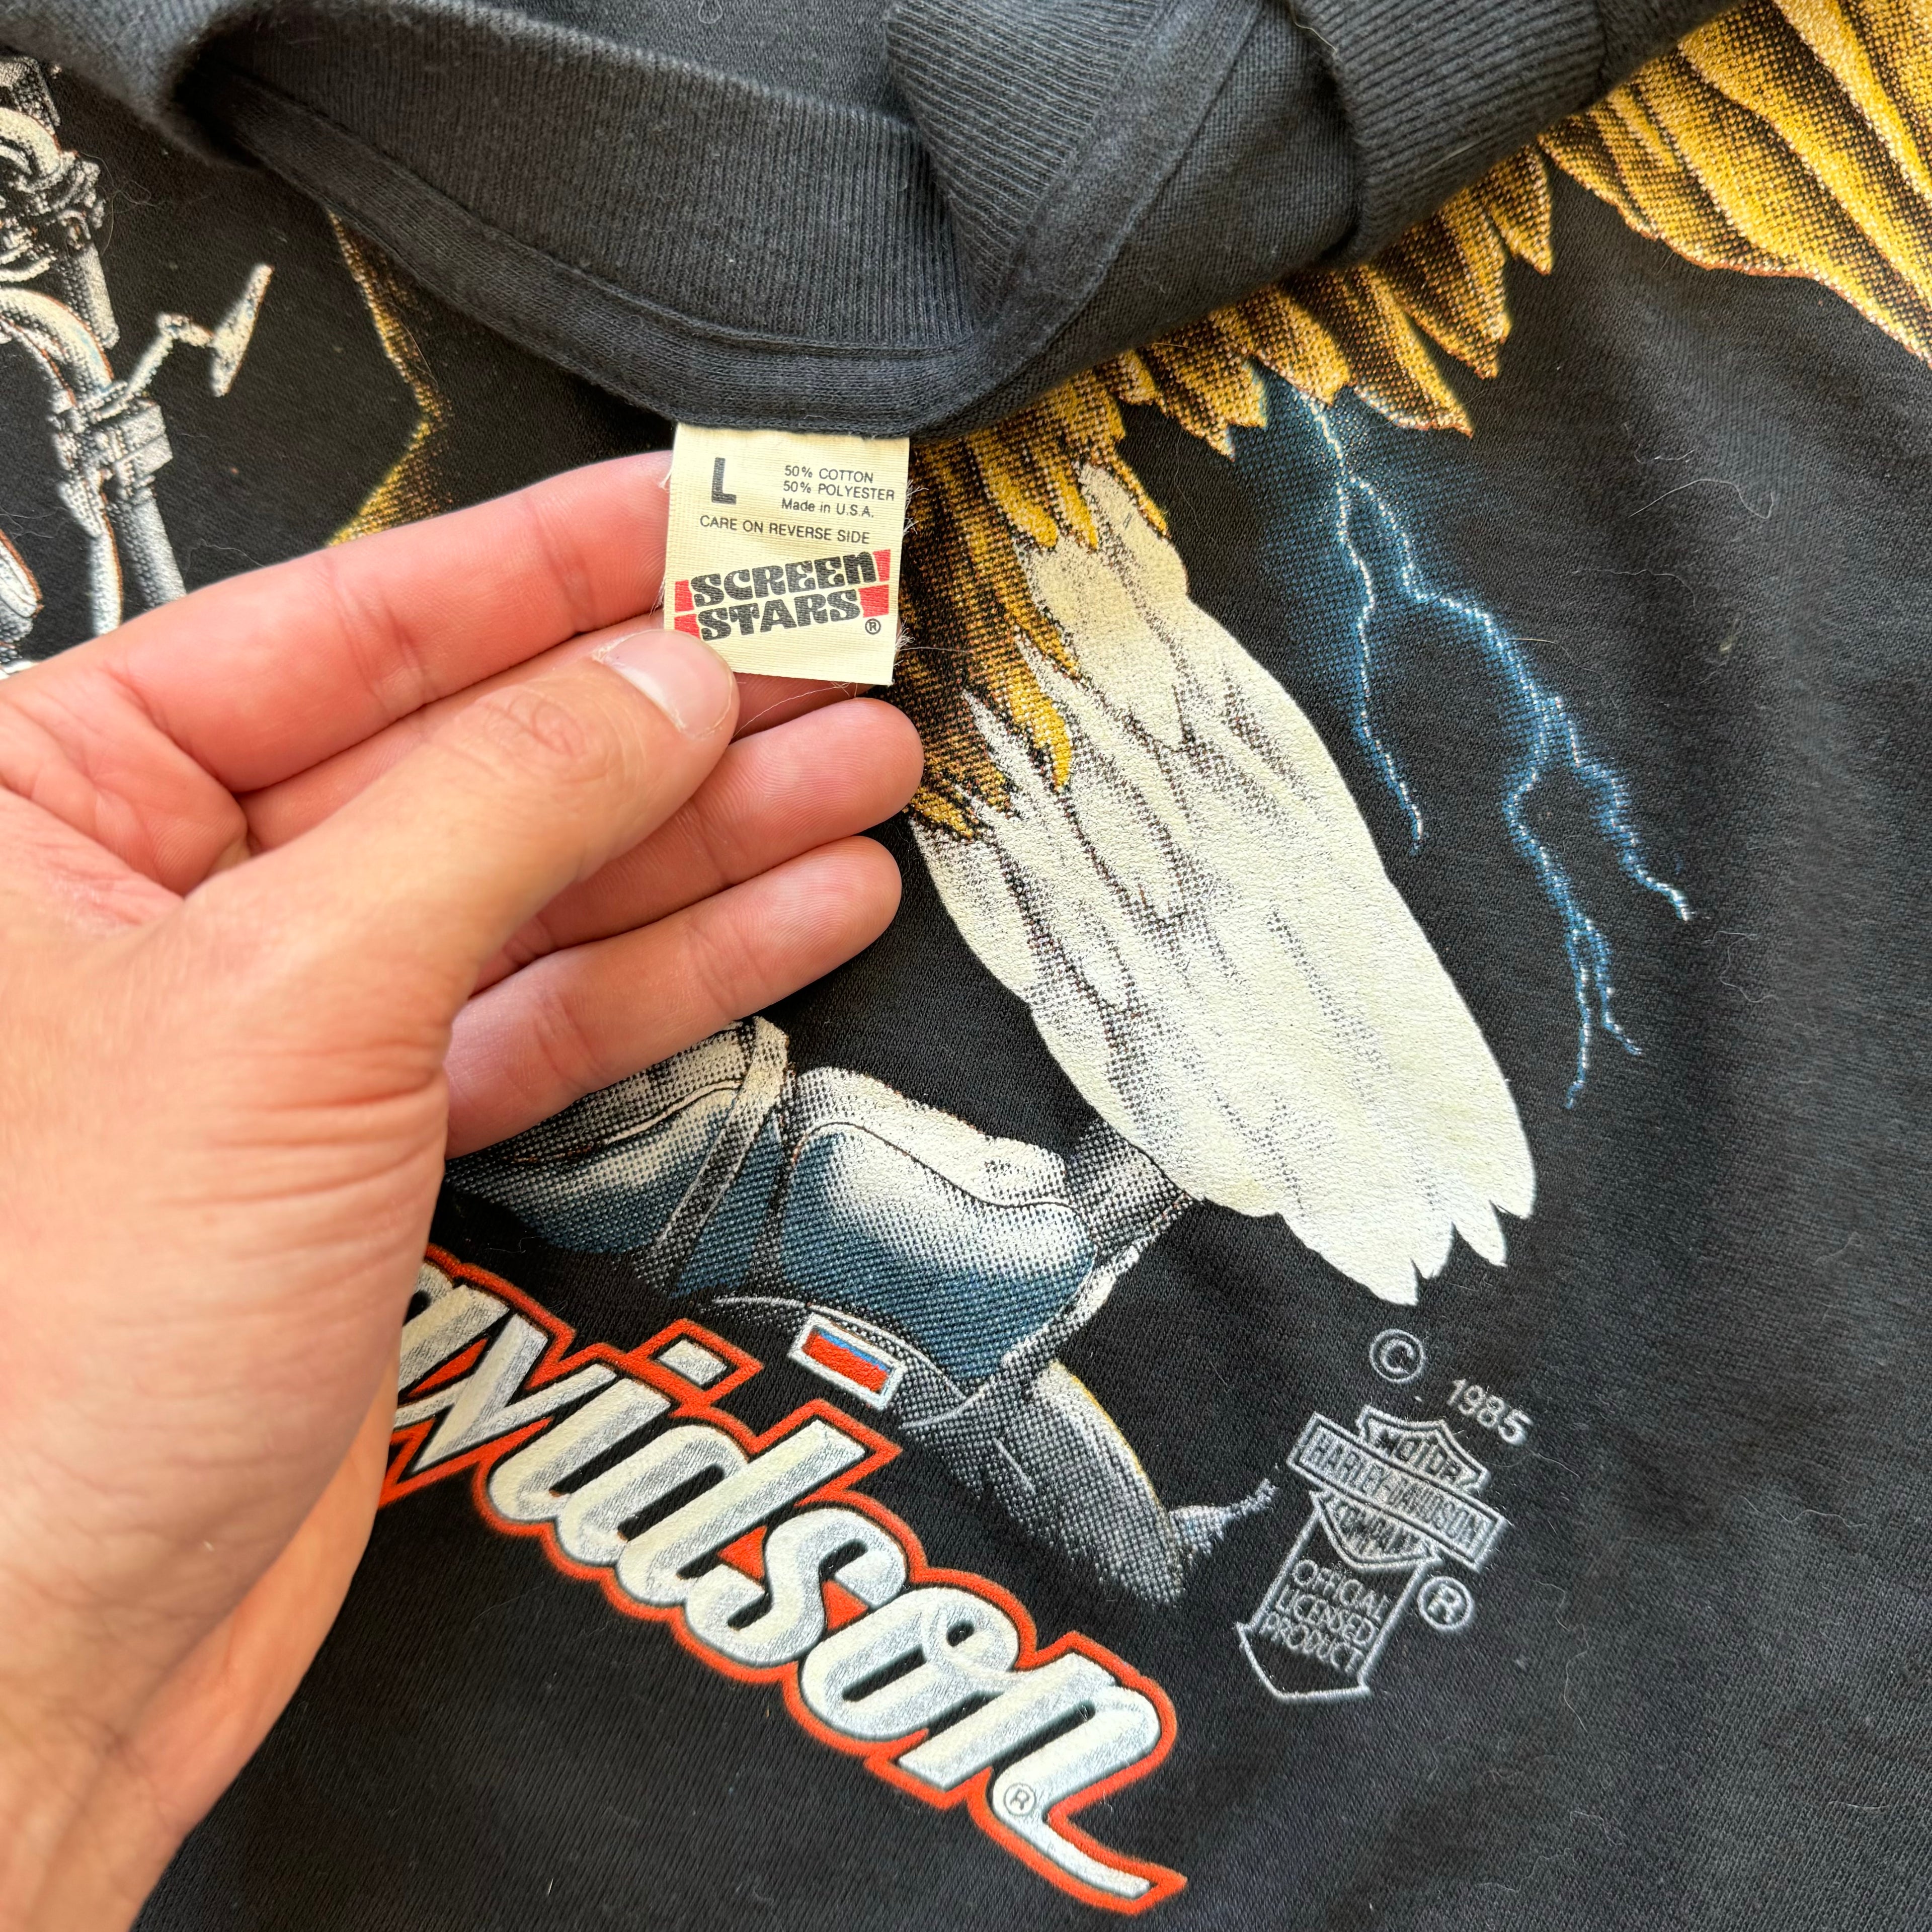 L
50% COTTON
50% POLYESTER
Made in U.S.A.
CARE ON REVERSE SIDE
SCREEN
STARS®
vidson
®
© 1985
MOTOR
HARLEY-DAVIDSON
COMPANY
®
OFFICIAL
LICENSED
PRODUCT